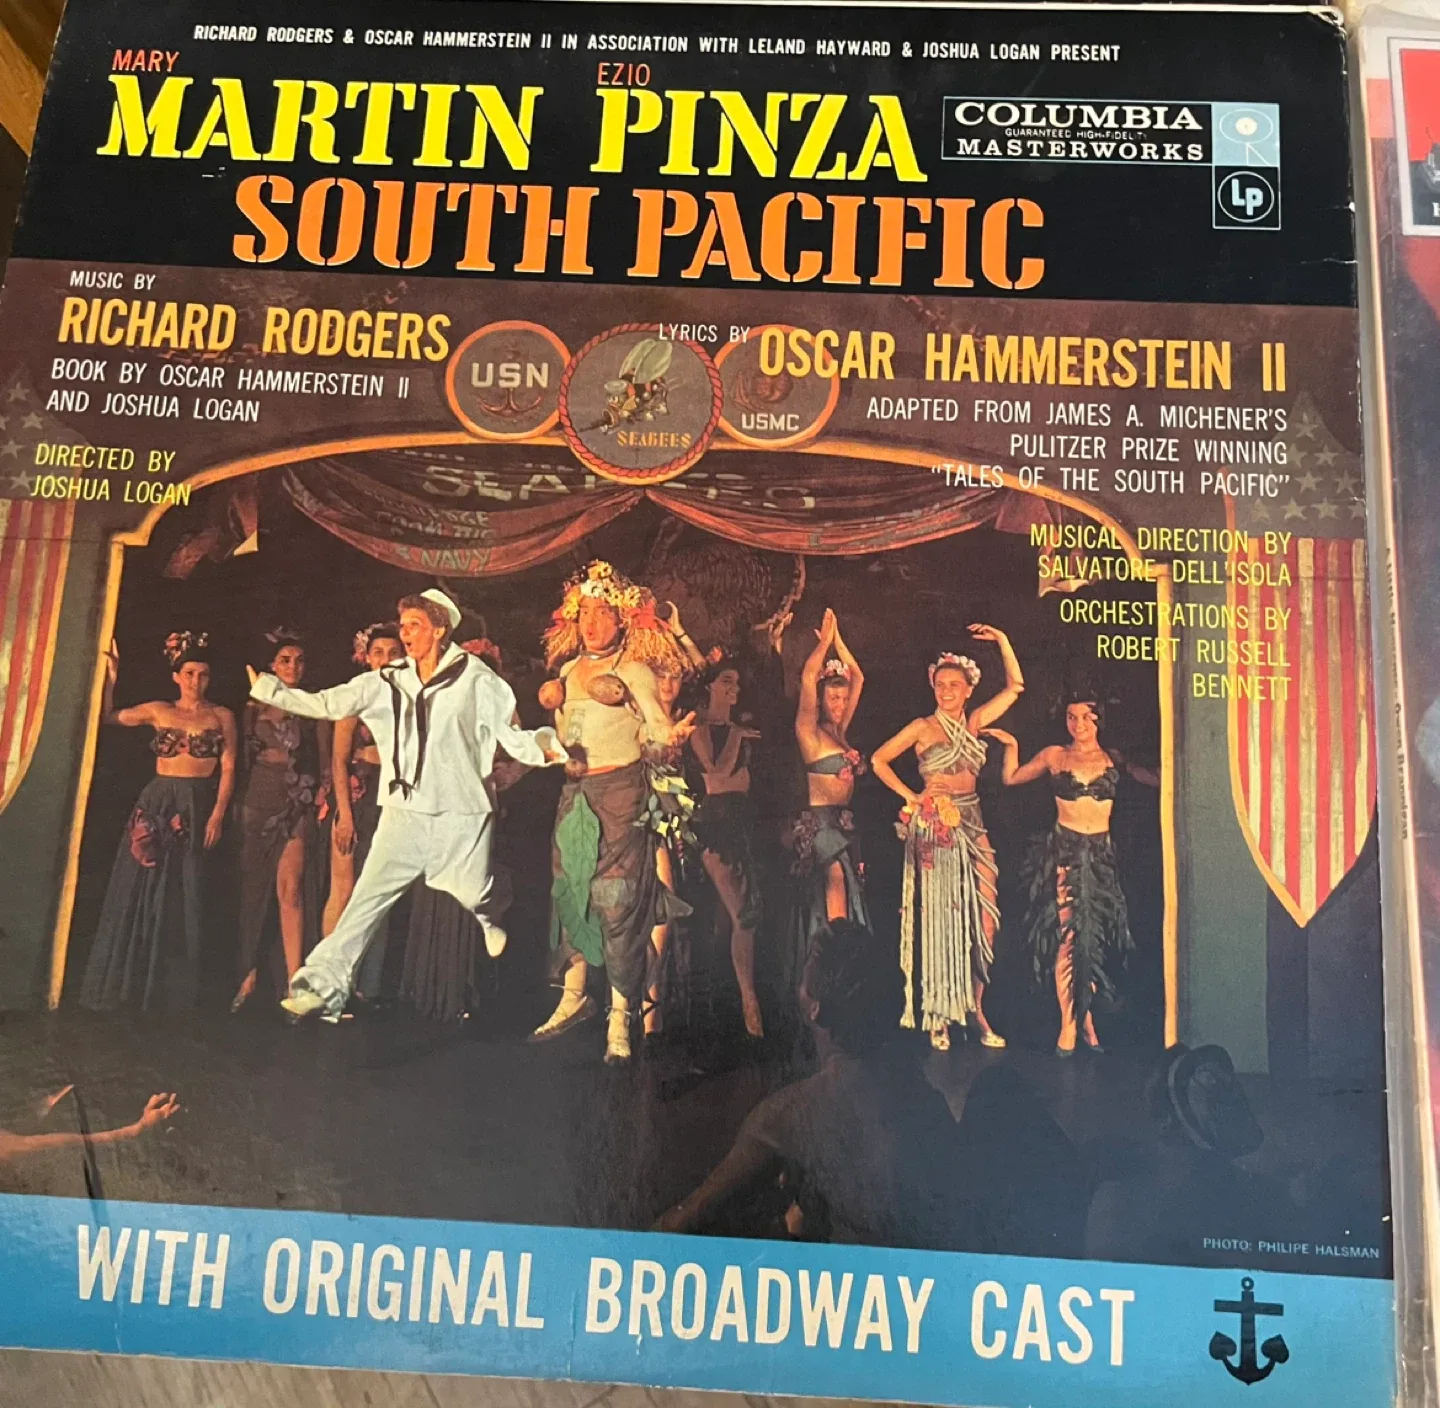 RICHARD RODGERS & OSCAR HAMMERSTEIN II IN ASSOCIATION WITH LELAND HAYWARD & JOSHUA LOGAN PRESENT
MARY
MARTIN
EZIO
PINZA
COLUMBIA
GUARANTEED HIGH-FIDELITY
MASTERWORKS
LP
SOUTH PACIFIC
MUSIC BY
RICHARD RODGERS
BOOK BY OSCAR HAMMERSTEIN II
AND JOSHUA LOGAN
DIRECTED BY
JOSHUA LOGAN
USN
SEABEES
USMC
LYRICS BY
OSCAR HAMMERSTEIN II
ADAPTED FROM JAMES A. MICHENER'S
PULITZER PRIZE WINNING
"TALES OF THE SOUTH PACIFIC"
MUSICAL DIRECTION BY
SALVATORE DELL'ISOLA
ORCHESTRATIONS BY
ROBERT RUSSELL
BENNETT
& NAVY
PHOTO: PHILIPE HALSMAN
WITH ORIGINAL BROADWAY CAST